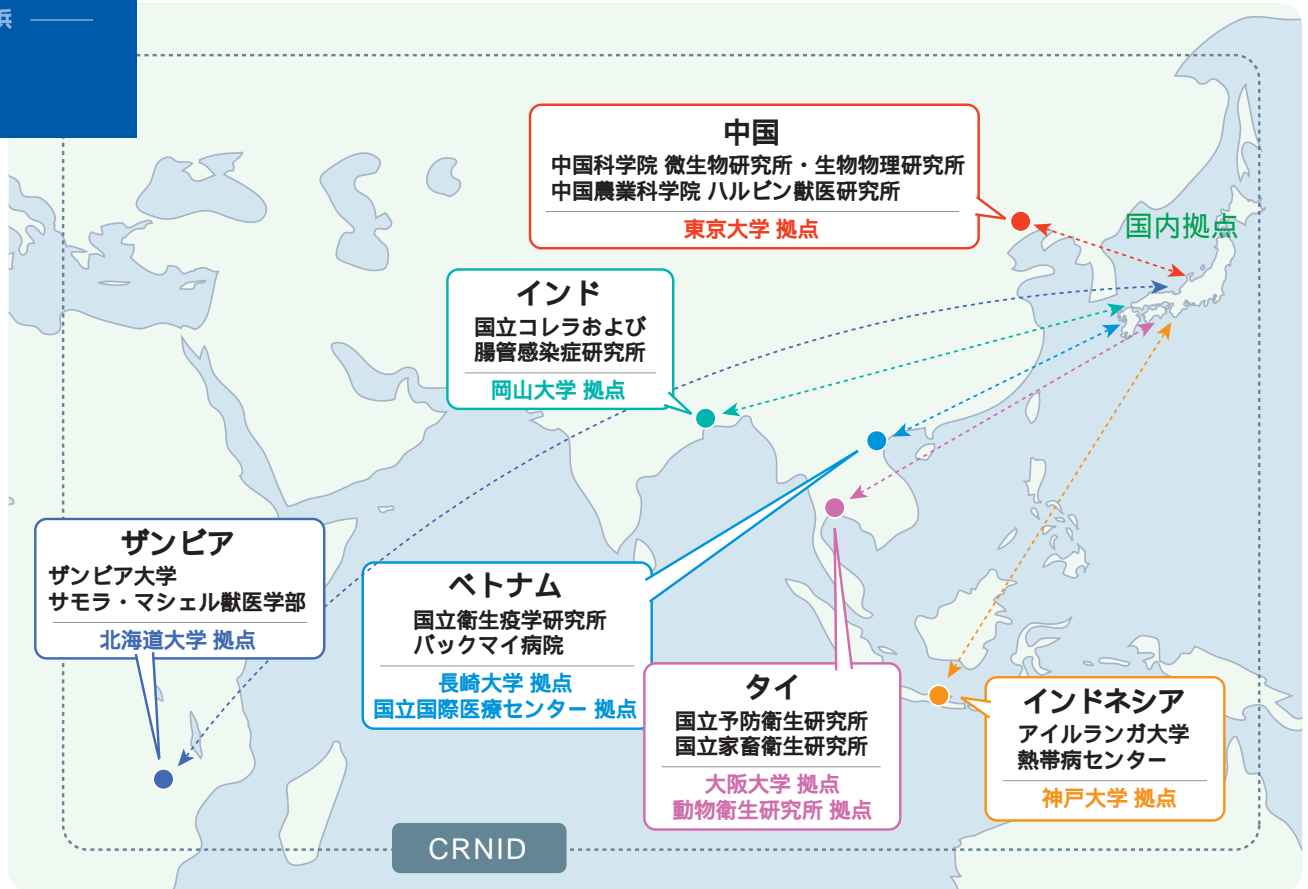 浜
中国
中国科学院 微生物研究所・生物物理研究所
中国農業科学院 ハルビン獣医研究所
東京大学 拠点
国内拠点
インド
国立コレラおよび
腸管感染症研究所
岡山大学 拠点
ザンビア
ザンビア大学
サモラ・マシェル獣医学部
北海道大学 拠点
ベトナム
国立衛生疫学研究所
バックマイ病院
長崎大学 拠点
国立国際医療センター 拠点
タイ
国立予防衛生研究所
国立家畜衛生研究所
大阪大学 拠点
動物衛生研究所 拠点
インドネシア
アイルランガ大学
熱帯病センター
神戸大学 拠点
CRNID